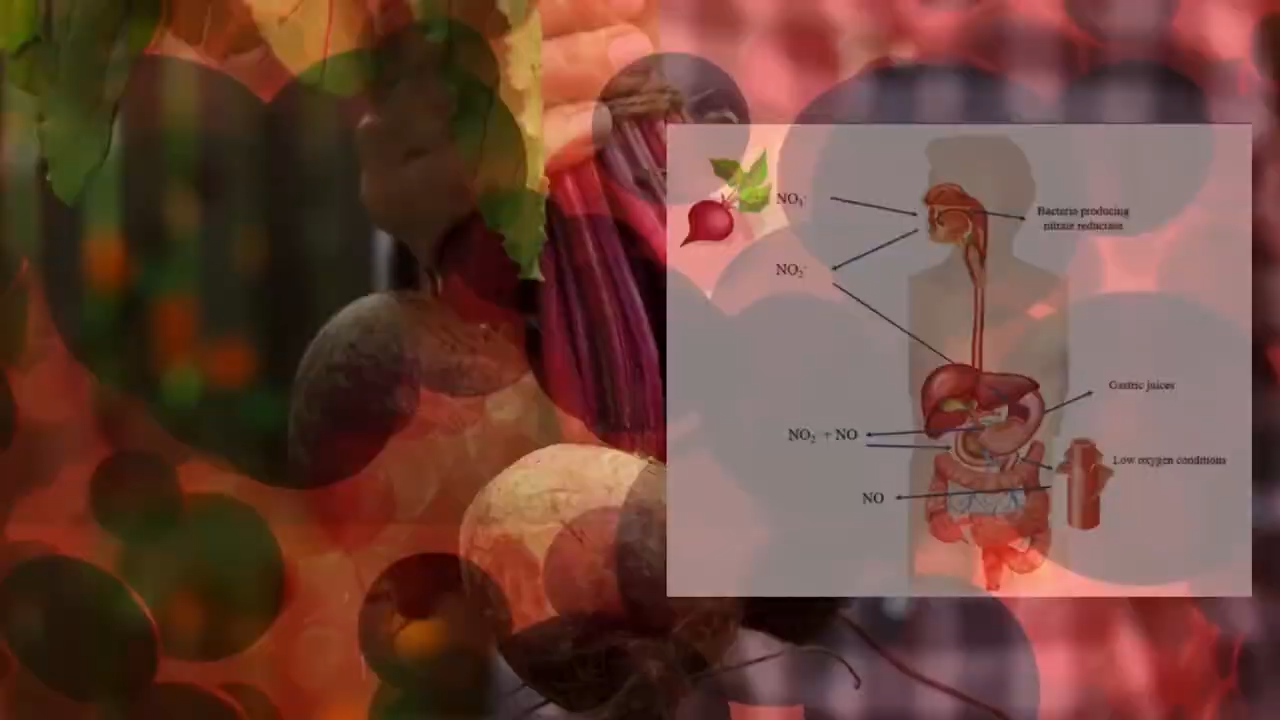 NO₃⁻
Bacteria producing
nitrate reductase
NO₂⁻
Gastric juices
NO₂⁻ + NO
Low oxygen conditions
NO